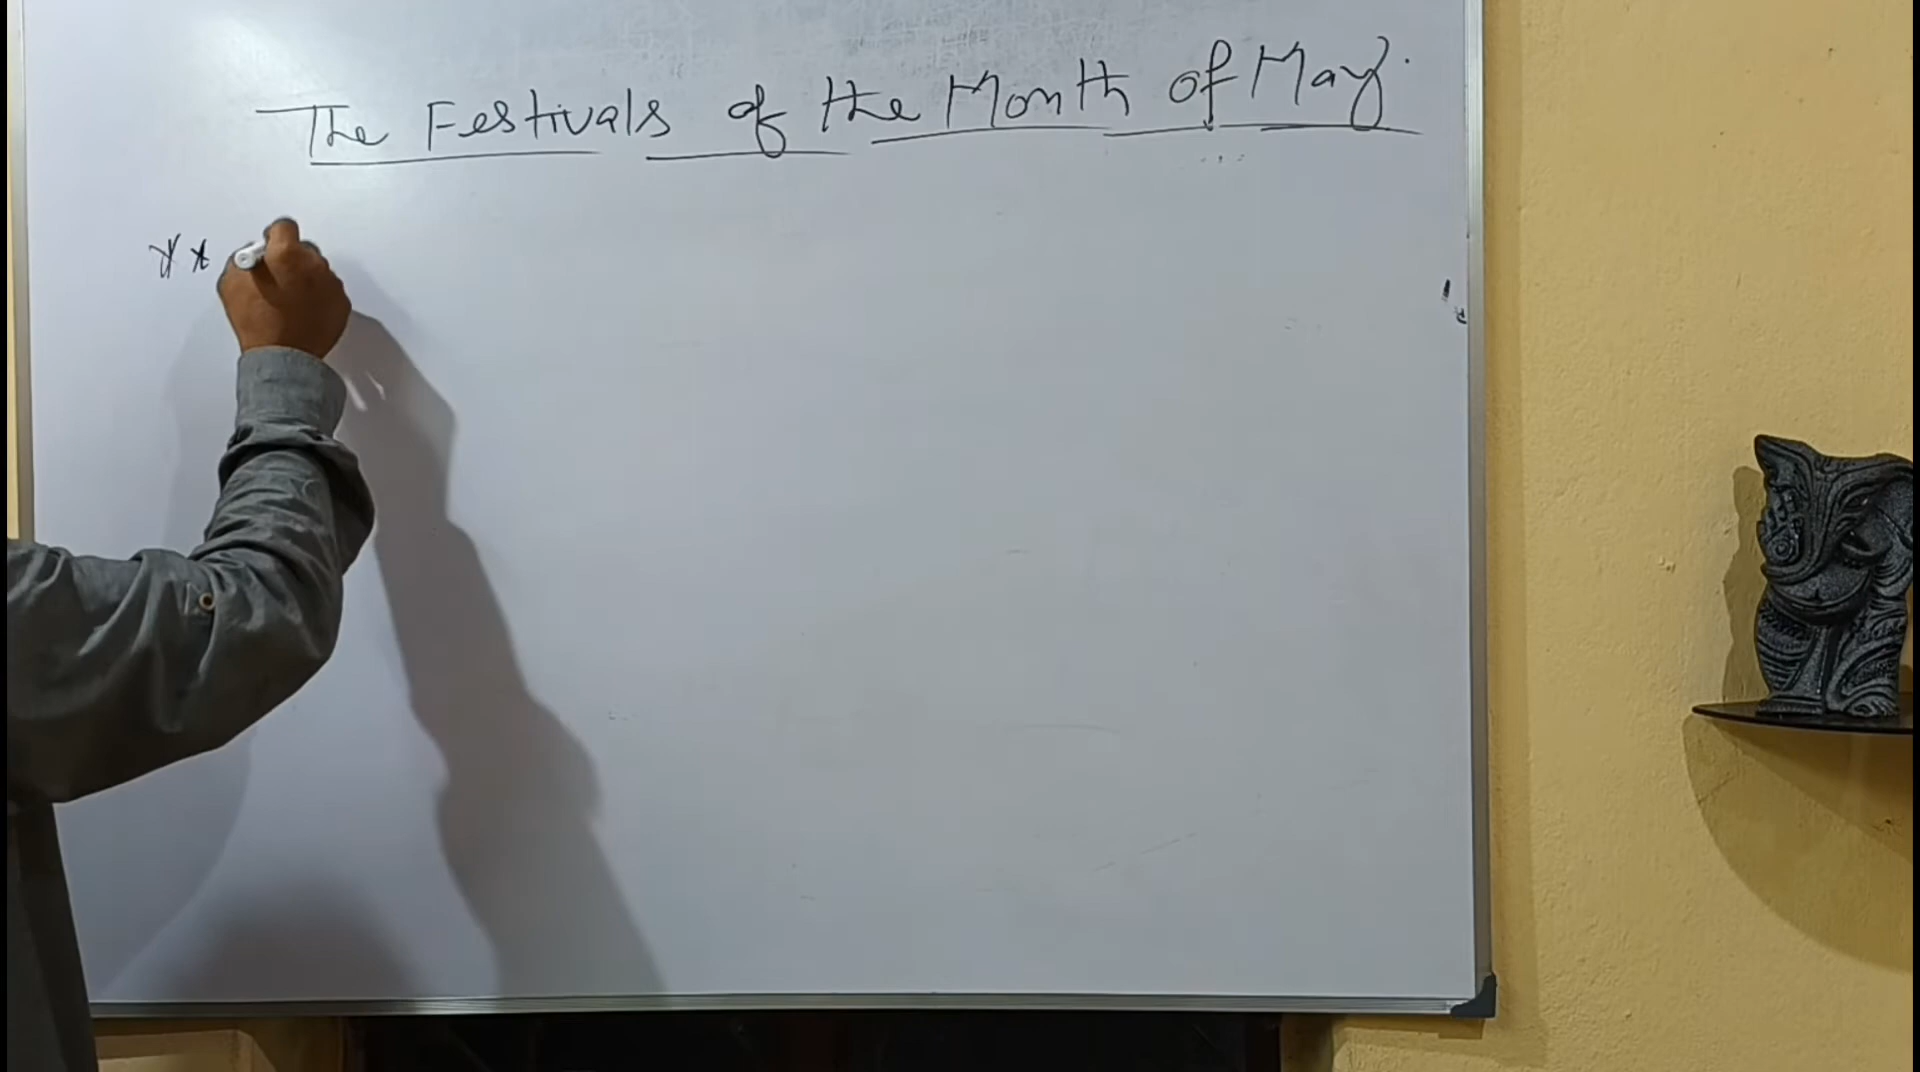 The Festivals of the Month of May.
**